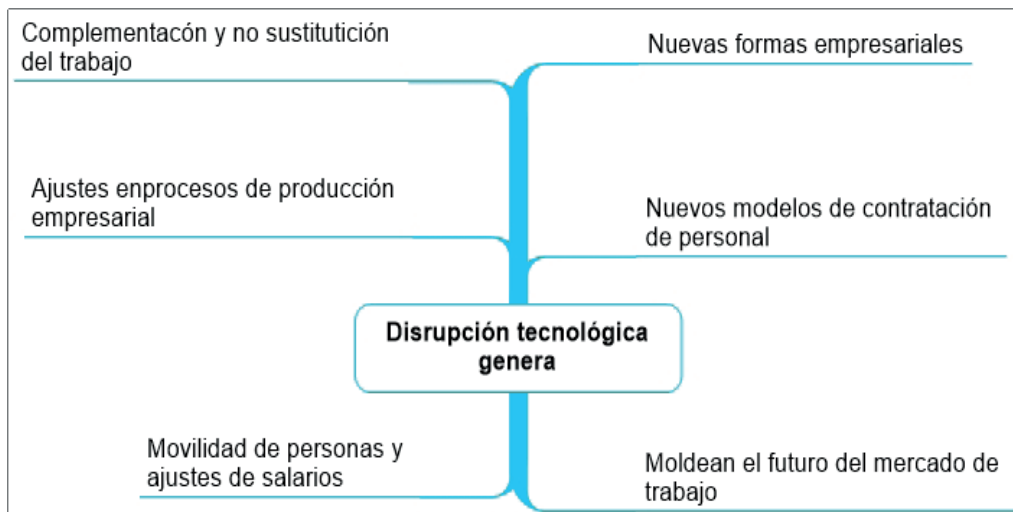 Complementacón y no sustitutición
del trabajo
Nuevas formas empresariales
Ajustes enprocesos de producción
empresarial
Nuevos modelos de contratación
de personal
Disrupción tecnológica
genera
Movilidad de personas y
ajustes de salarios
Moldean el futuro del mercado de
trabajo